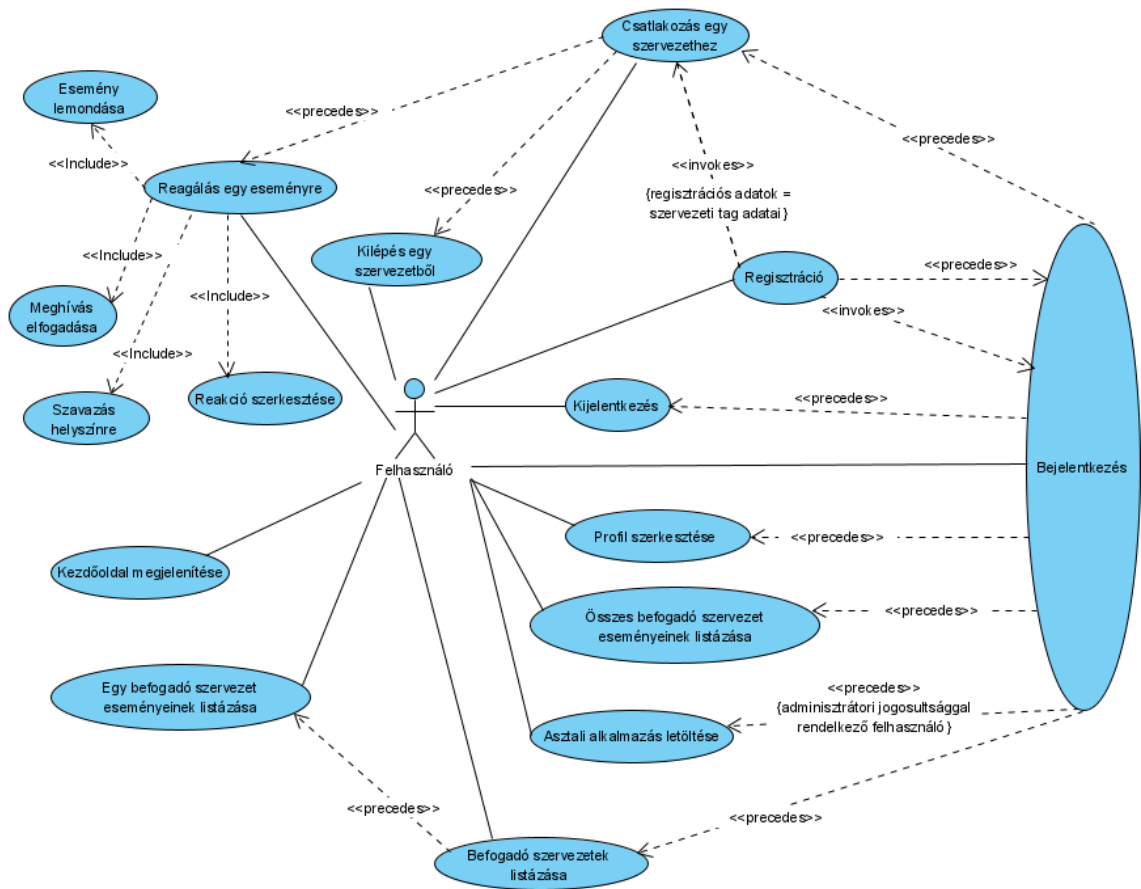 Csatlakozás egy
szervezethez
Esemény
lemondása
<<precedes>>
<<precedes>>
<<Include>>
<<invokes>>
Reagálás egy eseményre
<<precedes>>
{regisztrációs adatok =
szervezeti tag adatai}
Kilépés egy
szervezetből
<<Include>>
Regisztráció
<<precedes>>
<<Include>>
Meghívás
elfogadása
<<invokes>>
<<Include>>
Reakció szerkesztése
Szavazás
helyszínre
Kijelentkezés
<<precedes>>
Felhasználó
Bejelentkezés
Profil szerkesztése
<<precedes>>
Kezdőoldal megjelenítése
Összes befogadó szervezet
eseményeinek listázása
<<precedes>>
Egy befogadó szervezet
eseményeinek listázása
<<precedes>>
{adminisztrátori jogosultsággal
rendelkező felhasználó}
Asztali alkalmazás letöltése
<<precedes>>
<<precedes>>
Befogadó szervezetek
listázása